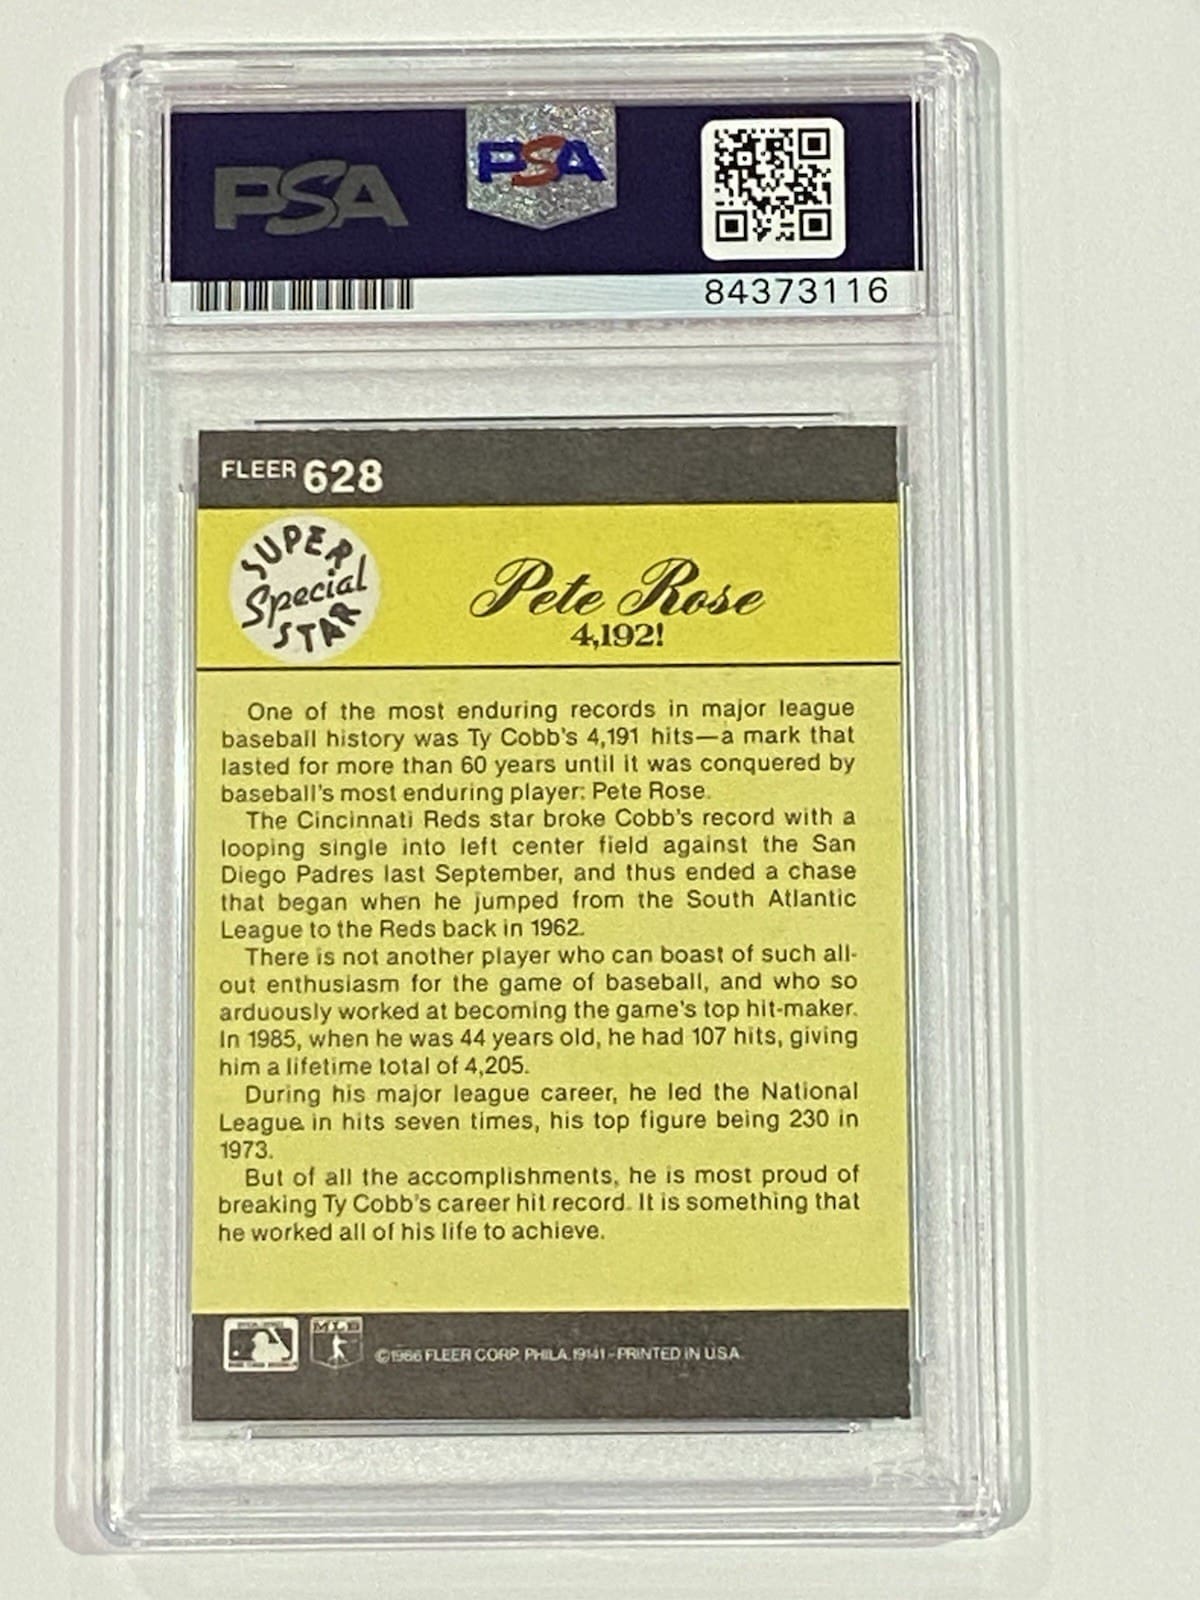 PSA
PSA
84373116
FLEER 628
SUPER
Special
STAR
Pete Rose
4,192!
One of the most enduring records in major league
baseball history was Ty Cobb's 4,191 hits—a mark that
lasted for more than 60 years until it was conquered by
baseball's most enduring player: Pete Rose.
The Cincinnati Reds star broke Cobb's record with a
looping single into left center field against the San
Diego Padres last September, and thus ended a chase
that began when he jumped from the South Atlantic
League to the Reds back in 1962.
There is not another player who can boast of such all-
out enthusiasm for the game of baseball, and who so
arduously worked at becoming the game's top hit-maker.
In 1985, when he was 44 years old, he had 107 hits, giving
him a lifetime total of 4,205.
During his major league career, he led the National
League in hits seven times, his top figure being 230 in
1973.
But of all the accomplishments, he is most proud of
breaking Ty Cobb's career hit record. It is something that
he worked all of his life to achieve.
MLB
©1986 FLEER CORP. PHILA. 19141 - PRINTED IN U.S.A.